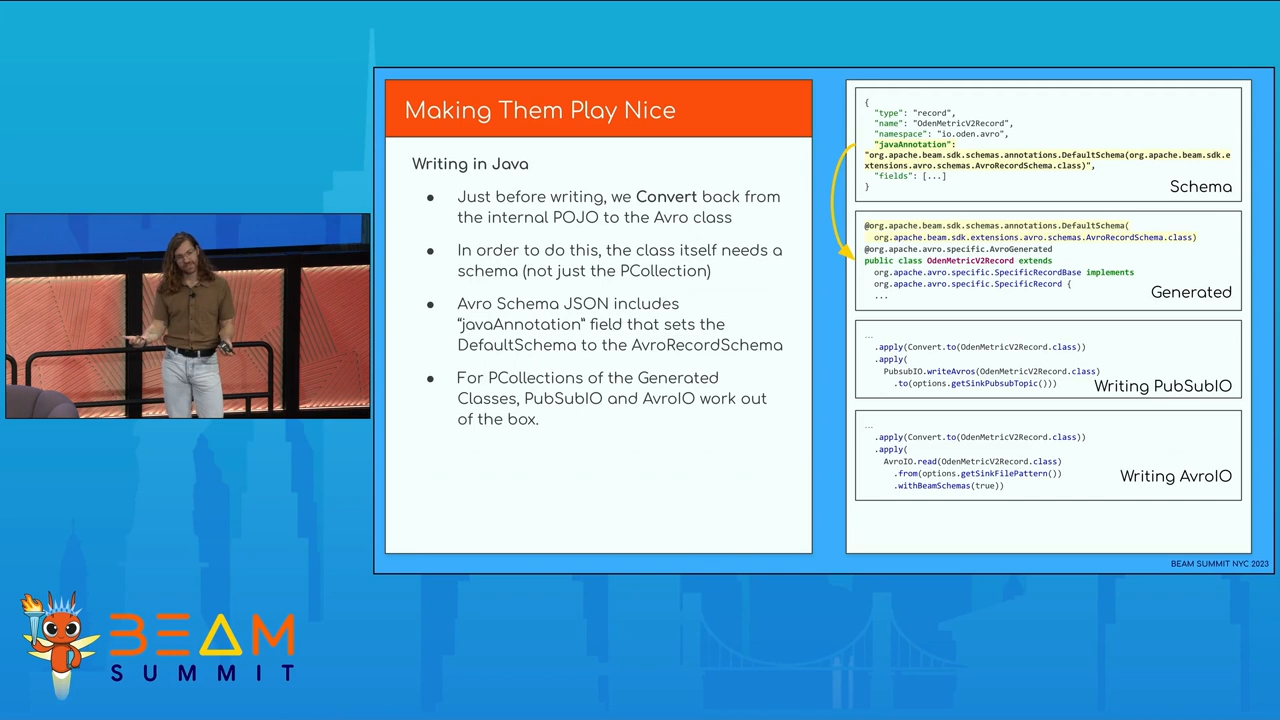 Making Them Play Nice
Writing in Java
● Just before writing, we Convert back from
the internal POJO to the Avro class
● In order to do this, the class itself needs a
schema (not just the PCollection)
● Avro Schema JSON includes
“javaAnnotation” field that sets the
DefaultSchema to the AvroRecordSchema
● For PCollections of the Generated
Classes, PubSubIO and AvroIO work out
of the box.
{
"type": "record",
"name": "OdenMetricV2Record",
"namespace": "io.oden.avro",
"javaAnnotation":
"org.apache.beam.sdk.schemas.annotations.DefaultSchema(org.apache.beam.sdk.e
xtensions.avro.schemas.AvroRecordSchema.class)",
"fields": [...]
}
Schema
@org.apache.beam.sdk.schemas.annotations.DefaultSchema(
org.apache.beam.sdk.extensions.avro.schemas.AvroRecordSchema.class)
@org.apache.avro.specific.AvroGenerated
public class OdenMetricV2Record extends
org.apache.avro.specific.SpecificRecordBase implements
org.apache.avro.specific.SpecificRecord {
...
Generated
...
.apply(Convert.to(OdenMetricV2Record.class))
.apply(
PubsubIO.writeAvros(OdenMetricV2Record.class)
.to(options.getSinkPubsubTopic()))
Writing PubSubIO
...
.apply(Convert.to(OdenMetricV2Record.class))
.apply(
AvroIO.read(OdenMetricV2Record.class)
.from(options.getSinkFilePattern())
.withBeamSchemas(true))
Writing AvroIO
BEAM SUMMIT NYC 2023
BEAM
SUMMIT